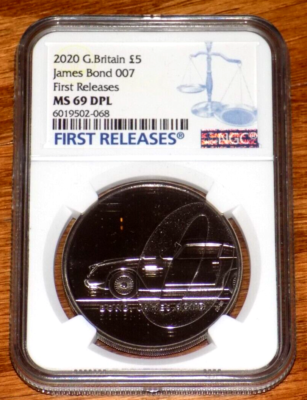 2020 G.Britain £5
James Bond 007
First Releases
MS 69 DPL
6019502-068
FIRST RELEASES®
NGC